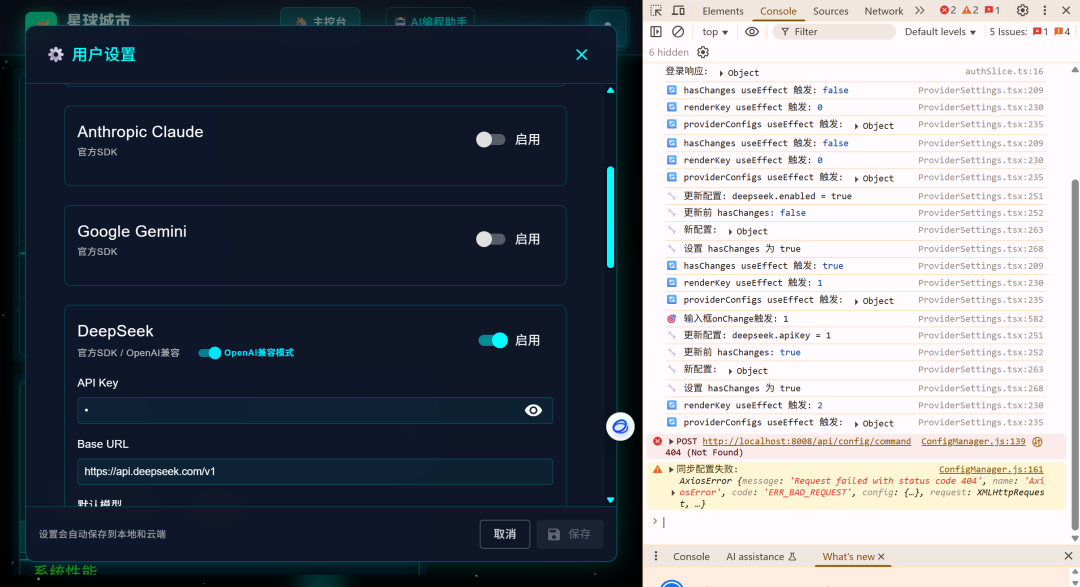 星球城市
主控台
AI编程助手
用户设置
Anthropic Claude
官方SDK
启用
Google Gemini
官方SDK
启用
DeepSeek
官方SDK / OpenAI兼容
OpenAI兼容模式
启用
API Key
•
Base URL
https://api.deepseek.com/v1
默认模型
设置会自动保存到本地和云端
取消
保存
系统性能
Elements
Console
Sources
Network
2
2
1
top
Filter
Default levels
5 Issues:
1
4
6 hidden
登录响应: Object authSlice.ts:16
hasChanges useEffect 触发: false ProviderSettings.tsx:209
renderKey useEffect 触发: 0 ProviderSettings.tsx:230
providerConfigs useEffect 触发: Object ProviderSettings.tsx:235
hasChanges useEffect 触发: false ProviderSettings.tsx:209
renderKey useEffect 触发: 0 ProviderSettings.tsx:230
providerConfigs useEffect 触发: Object ProviderSettings.tsx:235
更新配置: deepseek.enabled = true ProviderSettings.tsx:251
更新前 hasChanges: false ProviderSettings.tsx:252
新配置: Object ProviderSettings.tsx:263
设置 hasChanges 为 true ProviderSettings.tsx:268
hasChanges useEffect 触发: true ProviderSettings.tsx:209
renderKey useEffect 触发: 1 ProviderSettings.tsx:230
providerConfigs useEffect 触发: Object ProviderSettings.tsx:235
输入框onChange触发: 1 ProviderSettings.tsx:582
更新配置: deepseek.apiKey = 1 ProviderSettings.tsx:251
更新前 hasChanges: true ProviderSettings.tsx:252
新配置: Object ProviderSettings.tsx:263
设置 hasChanges 为 true ProviderSettings.tsx:268
renderKey useEffect 触发: 2 ProviderSettings.tsx:230
providerConfigs useEffect 触发: Object ProviderSettings.tsx:235
POST http://localhost:8008/api/config/command ConfigManager.js:139
404 (Not Found)
同步配置失败: ConfigManager.js:161
AxiosError {message: 'Request failed with status code 404', name: 'Axi
osError', code: 'ERR_BAD_REQUEST', config: {…}, request: XMLHttpReques
t, …}
Console
AI assistance
What's new